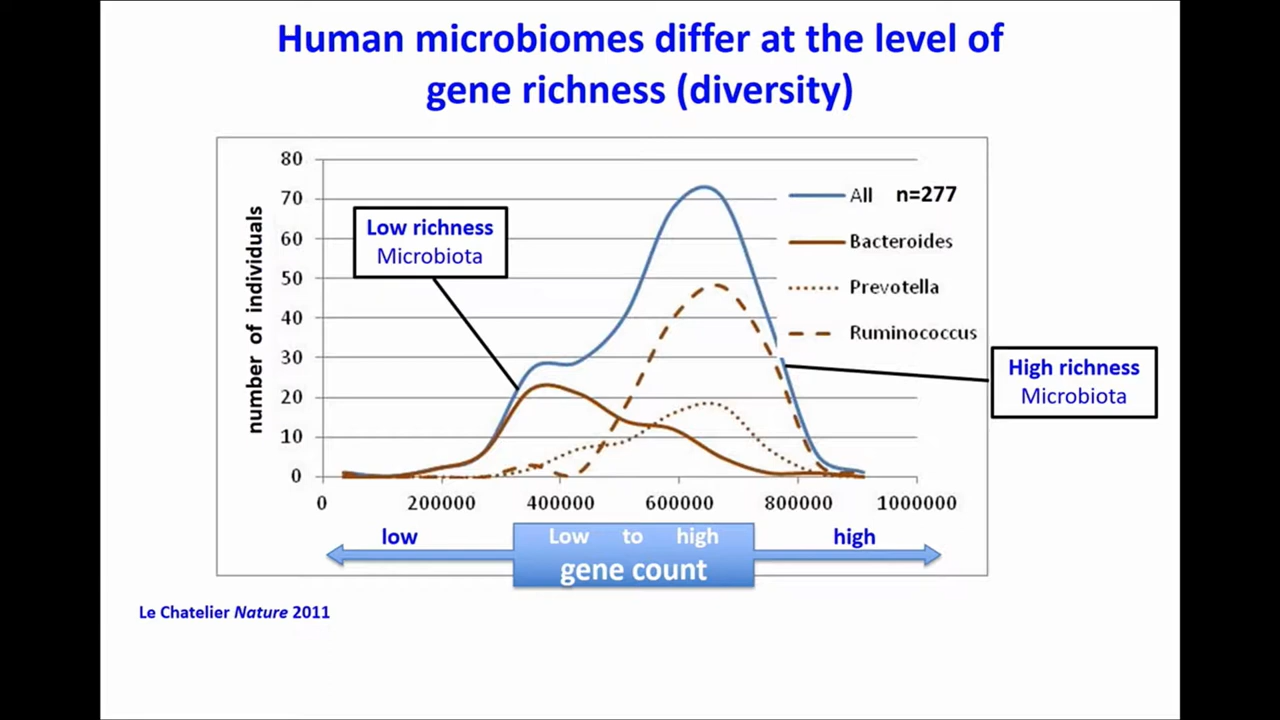 Human microbiomes differ at the level of
gene richness (diversity)
80
70
60
50
40
30
20
10
0
number of individuals
Low richness
Microbiota
All n=277
Bacteroides
Prevotella
Ruminococcus
High richness
Microbiota
0 200000 400000 600000 800000 1000000
low
Low to high
gene count
high
Le Chatelier Nature 2011